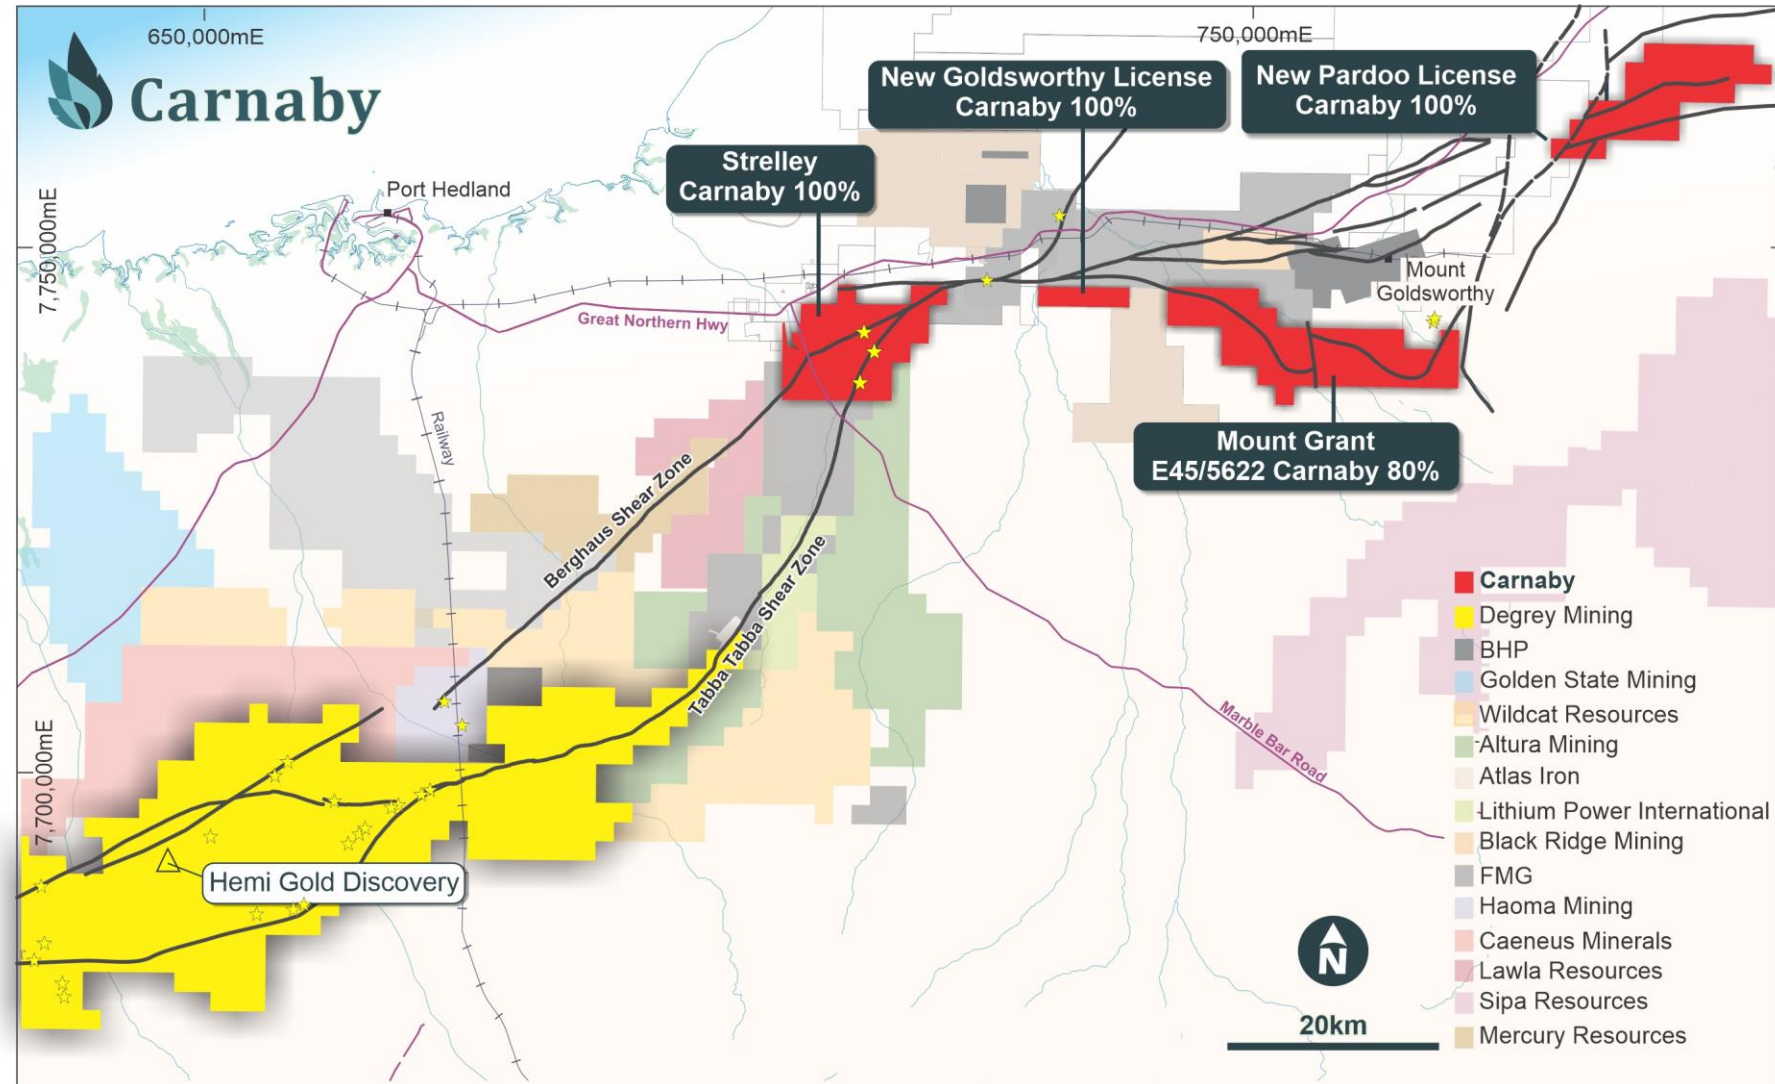 650,000mE
750,000mE
Carnaby
New Goldsworthy License
Carnaby 100%
New Pardoo License
Carnaby 100%
Strelley
Carnaby 100%
Port Hedland
7,750,000mE
Mount
Goldsworthy
Great Northern Hwy
Railway
Mount Grant
E45/5622 Carnaby 80%
Berghaus Shear Zone
Tabba Tabba Shear Zone
Marble Bar Road
7,700,000mE
Hemi Gold Discovery
Carnaby
Degrey Mining
BHP
Golden State Mining
Wildcat Resources
Altura Mining
Atlas Iron
Lithium Power International
Black Ridge Mining
FMG
Haoma Mining
Caeneus Minerals
Lawla Resources
Sipa Resources
Mercury Resources
N
20km